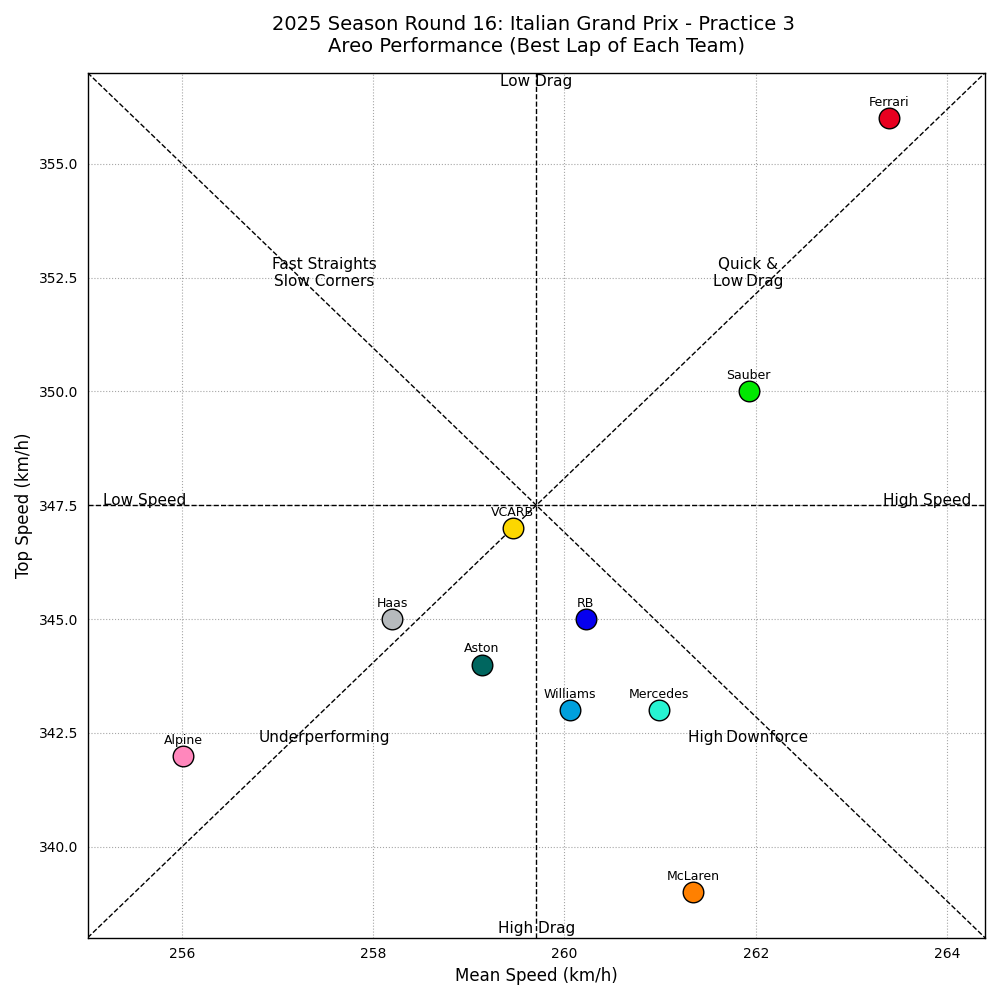 2025 Season Round 16: Italian Grand Prix - Practice 3
Areo Performance (Best Lap of Each Team)
Low Drag
Ferrari
355.0
Fast Straights
Slow Corners
Quick &
Low Drag
352.5
Sauber
350.0
Low Speed
High Speed
347.5
VCARB
Haas
RB
345.0
Aston
Williams
Mercedes
Alpine
Underperforming
High Downforce
342.5
McLaren
340.0
High Drag
256
258
260
262
264
Mean Speed (km/h)
Top Speed (km/h)